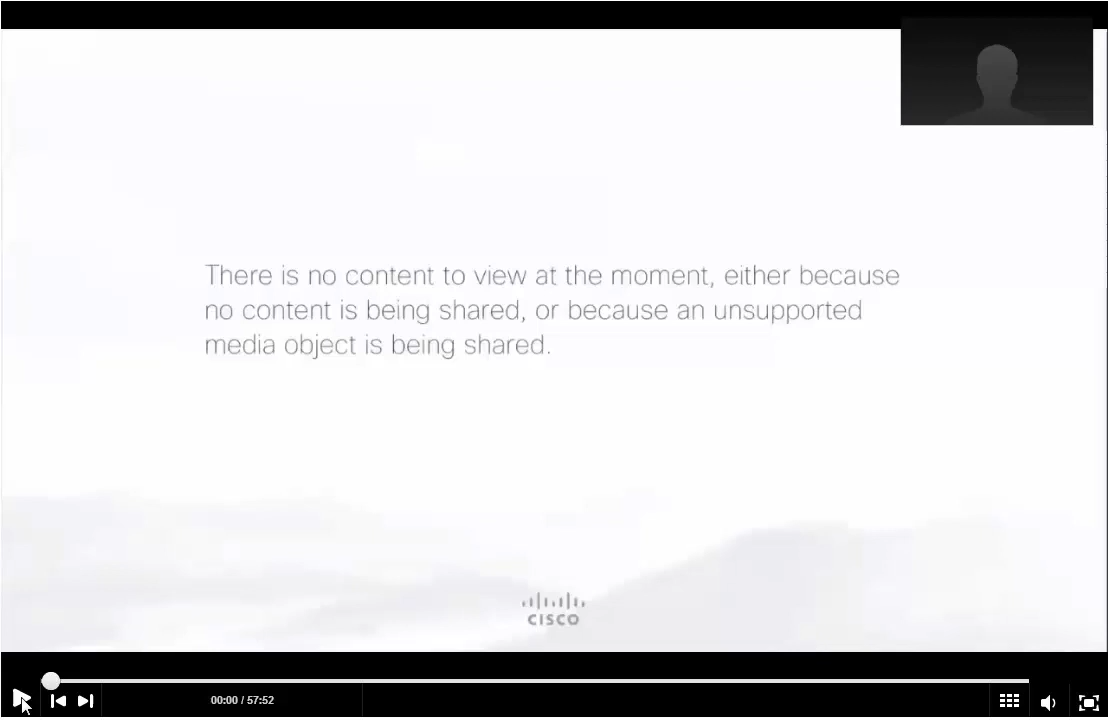 There is no content to view at the moment, either because
no content is being shared, or because an unsupported
media object is being shared.
CISCO
00:00 / 57:52